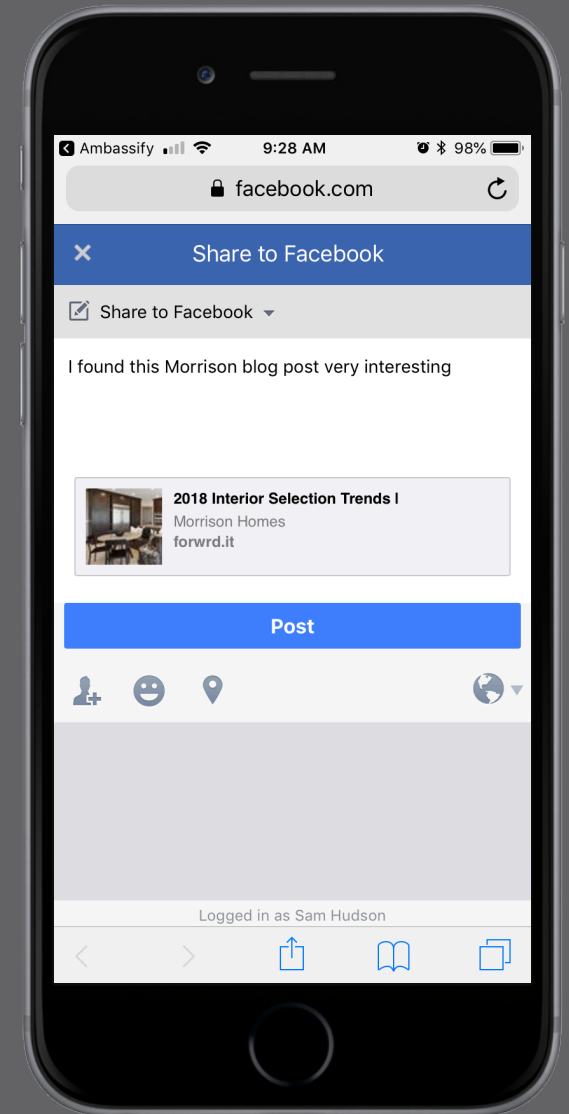 Ambassify 9:28 AM 98%
facebook.com
Share to Facebook
Share to Facebook
I found this Morrison blog post very interesting
2018 Interior Selection Trends |
Morrison Homes
forwrd.it
Post
Logged in as Sam Hudson